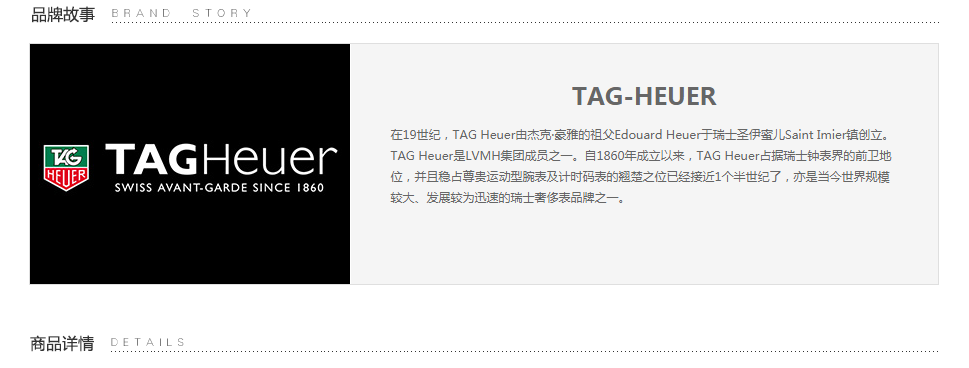 品牌故事 BRAND STORY
TAG-HEUER
TAG
HEUER
TAGHeuer
SWISS AVANT-GARDE SINCE 1860
在19世纪，TAG Heuer由杰克·豪雅的祖父Edouard Heuer于瑞士圣伊蜜儿Saint Imier镇创立。
TAG Heuer是LVMH集团成员之一。自1860年成立以来，TAG Heuer占据瑞士钟表界的前卫地
位，并且稳占尊贵运动型腕表及计时码表的翘楚之位已经接近1个半世纪了，亦是当今世界规模
较大、发展较为迅速的瑞士奢侈表品牌之一。
商品详情 DETAILS